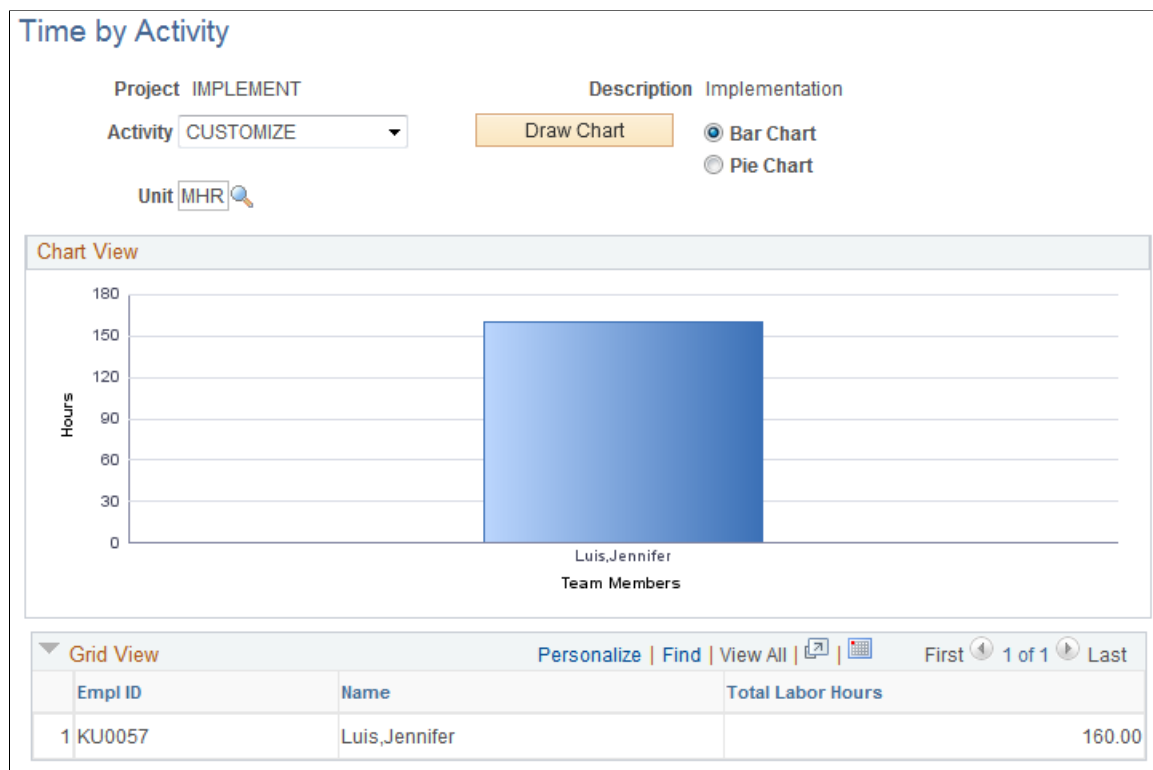 Time by Activity
Project IMPLEMENT Description Implementation
Activity CUSTOMIZE Draw Chart Bar Chart
Pie Chart
Unit MHR
Chart View
180
150
120
90
60
30
0
Hours
Luis,Jennifer
Team Members
Grid View Personalize | Find | View All | | First 1 of 1 Last
Empl ID Name Total Labor Hours
1 KU0057 Luis,Jennifer 160.00